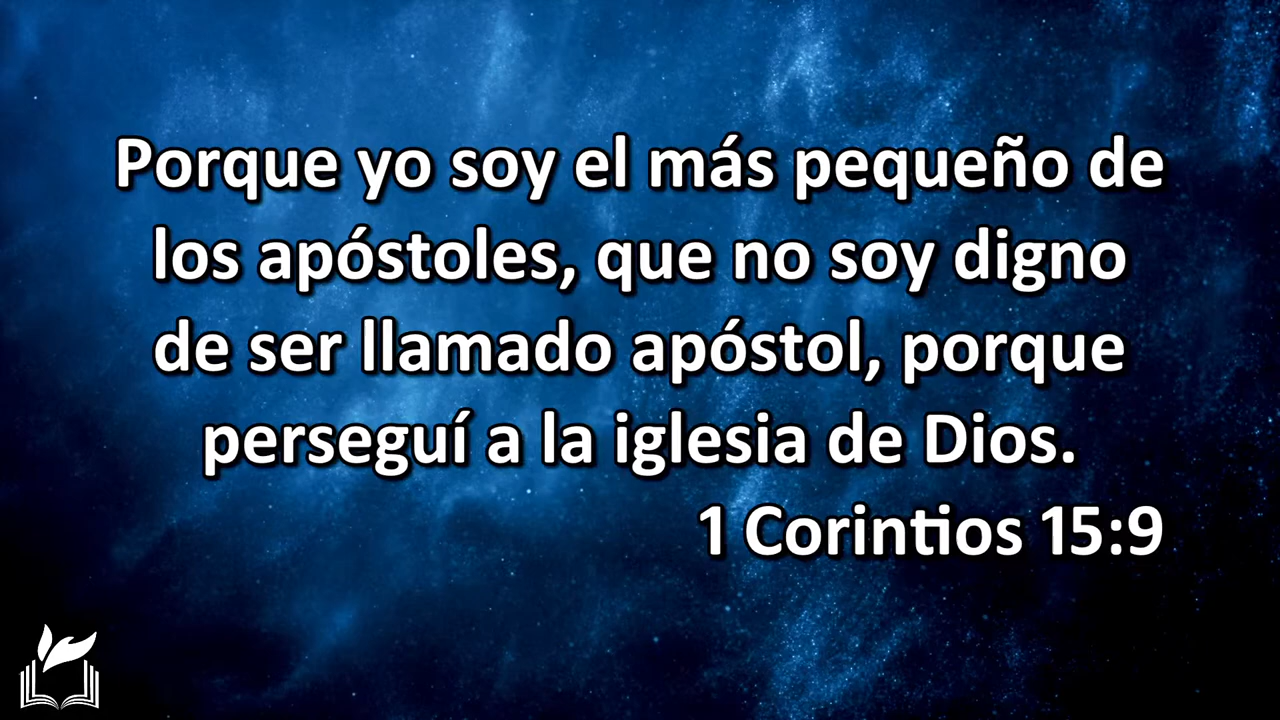 Porque yo soy el más pequeño de
los apóstoles, que no soy digno
de ser llamado apóstol, porque
perseguí a la iglesia de Dios.
1 Corintios 15:9